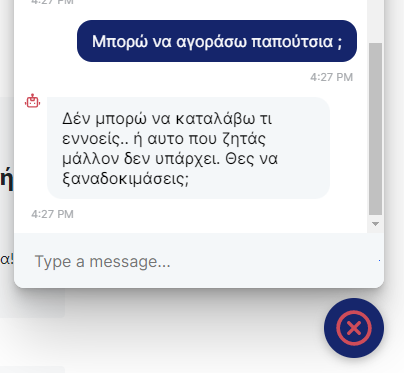 4:27 PM
Μπορώ να αγοράσω παπούτσια ;
4:27 PM
Δέν μπορώ να καταλάβω τι
εννοείς.. ή αυτο που ζητάς
μάλλον δεν υπάρχει. Θες να
ξαναδοκιμάσεις;
ή
4:27 PM
α!
Type a message...